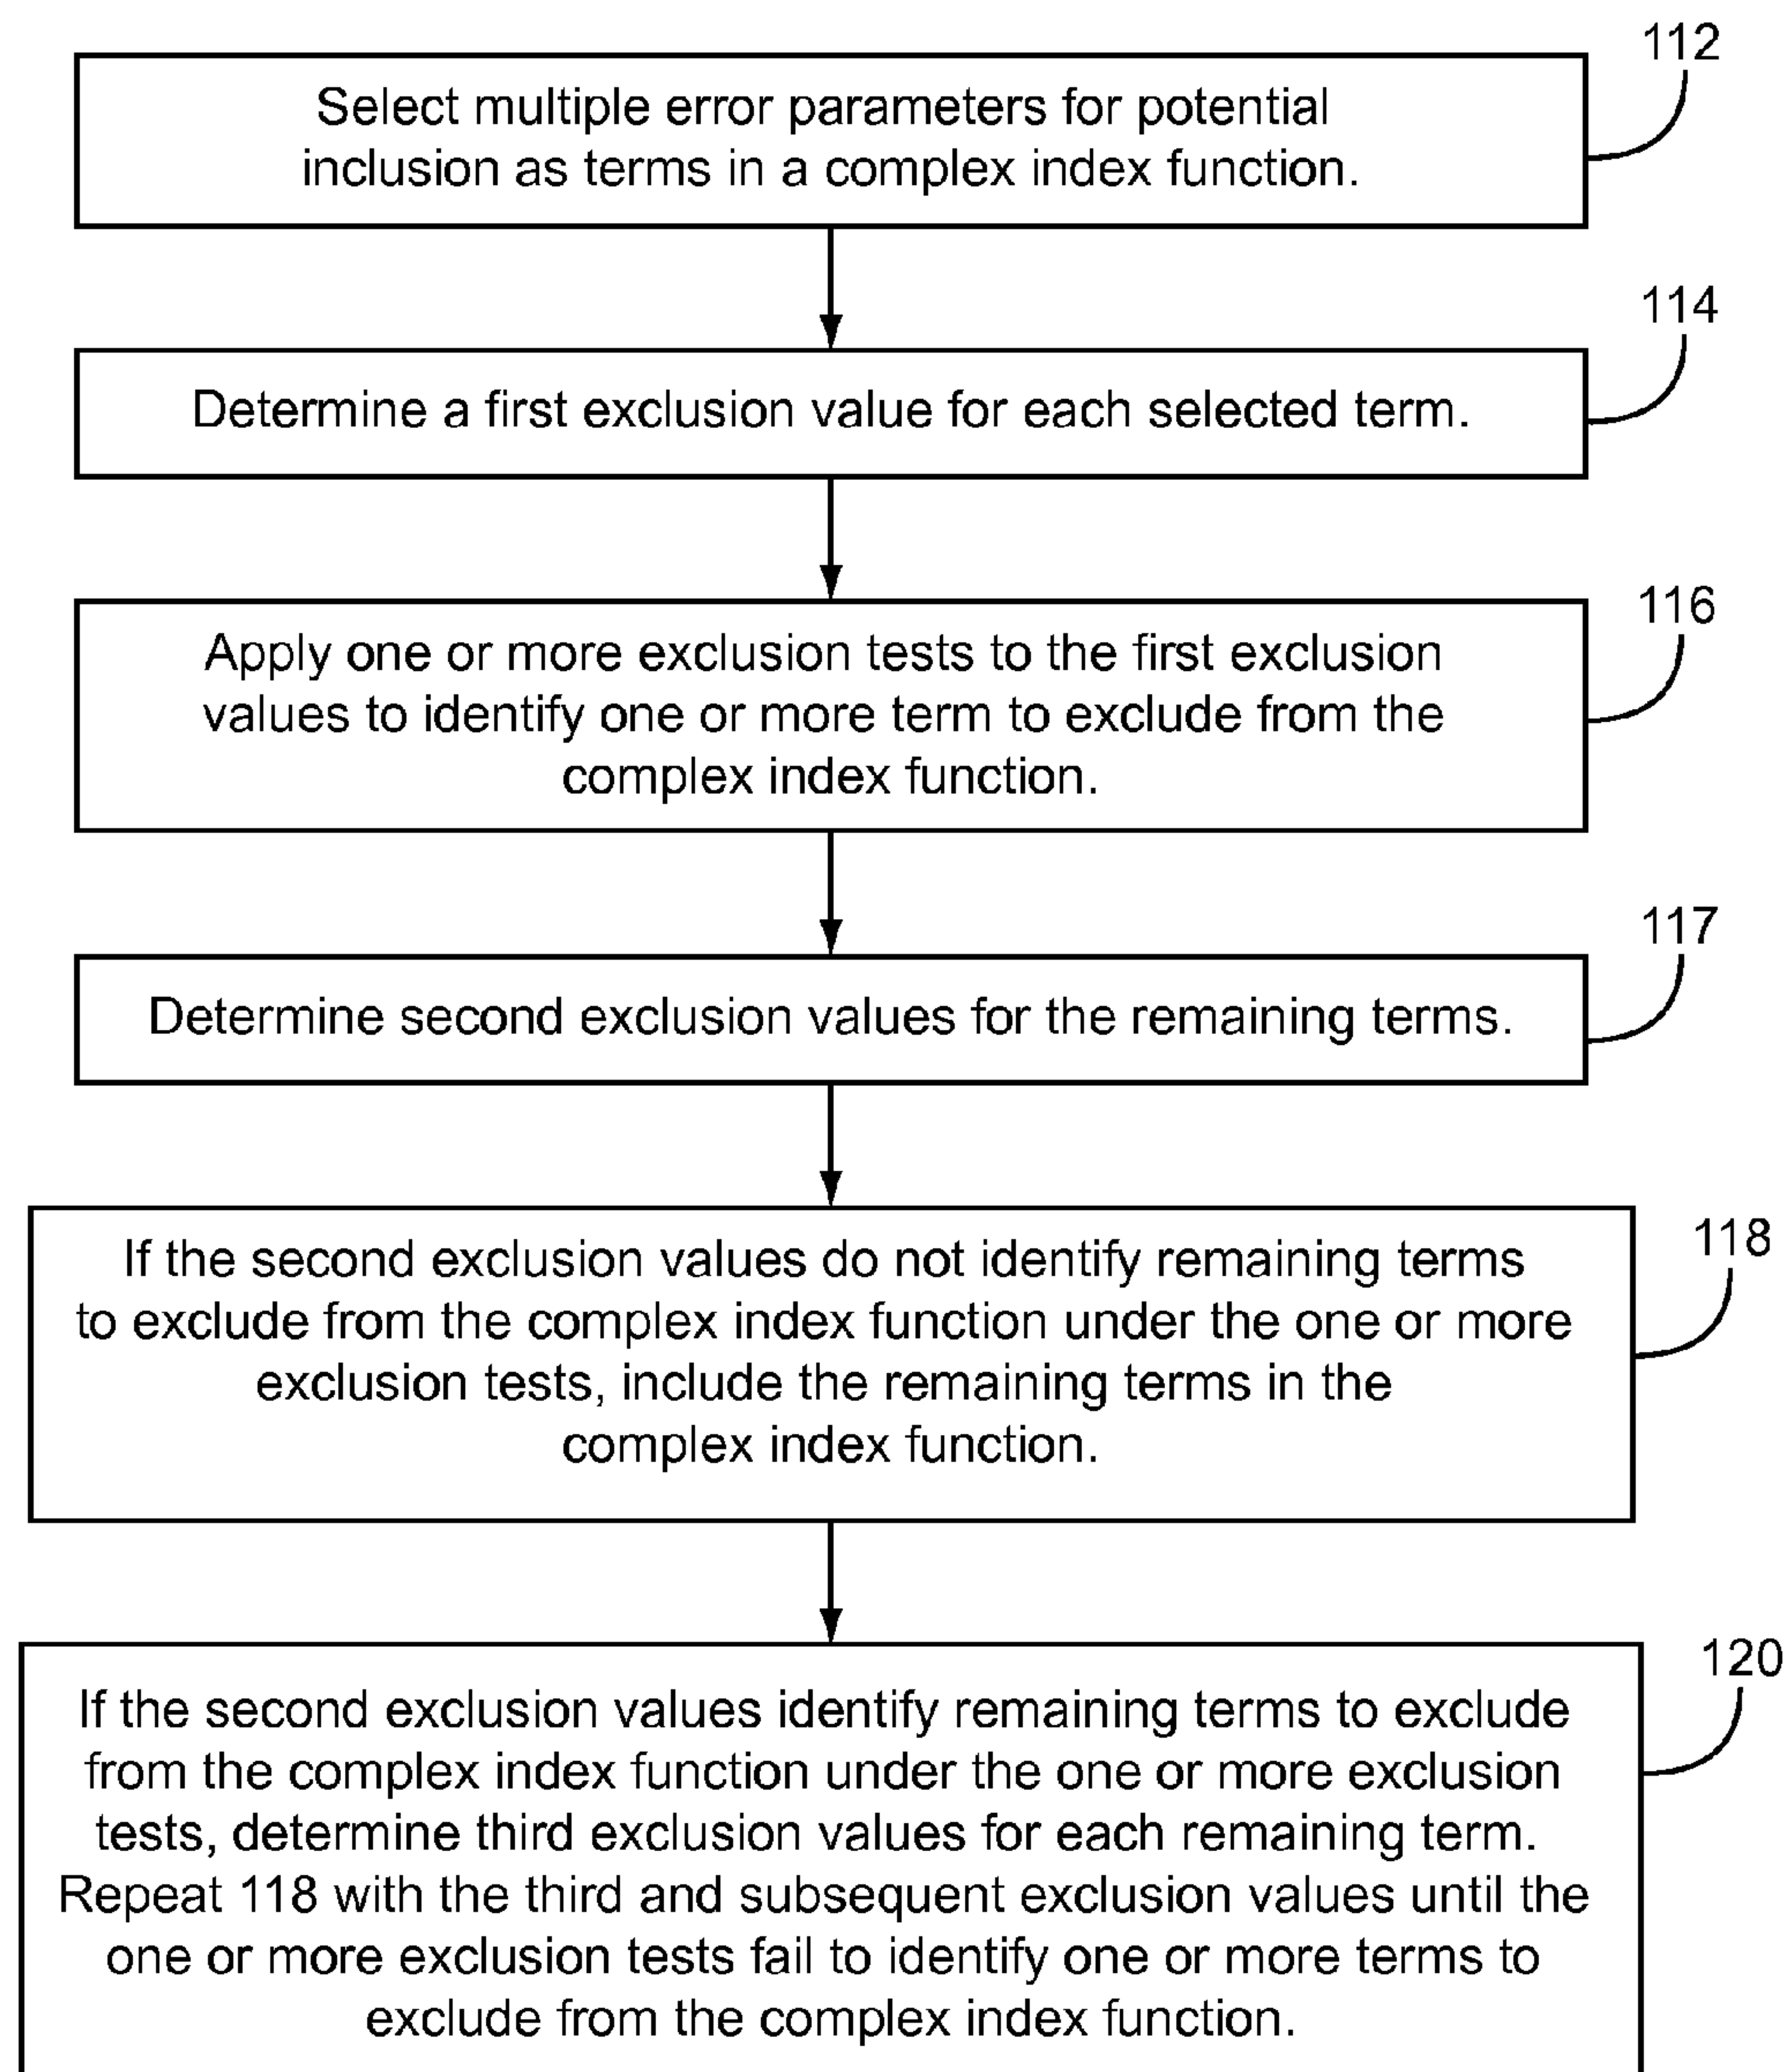 112
Select multiple error parameters for potential
inclusion as terms in a complex index function.
114
Determine a first exclusion value for each selected term.
116
Apply one or more exclusion tests to the first exclusion
values to identify one or more term to exclude from the
complex index function.
117
Determine second exclusion values for the remaining terms.
118
If the second exclusion values do not identify remaining terms
to exclude from the complex index function under the one or more
exclusion tests, include the remaining terms in the
complex index function.
120
If the second exclusion values identify remaining terms to exclude
from the complex index function under the one or more exclusion
tests, determine third exclusion values for each remaining term.
Repeat 118 with the third and subsequent exclusion values until the
one or more exclusion tests fail to identify one or more terms to
exclude from the complex index function.